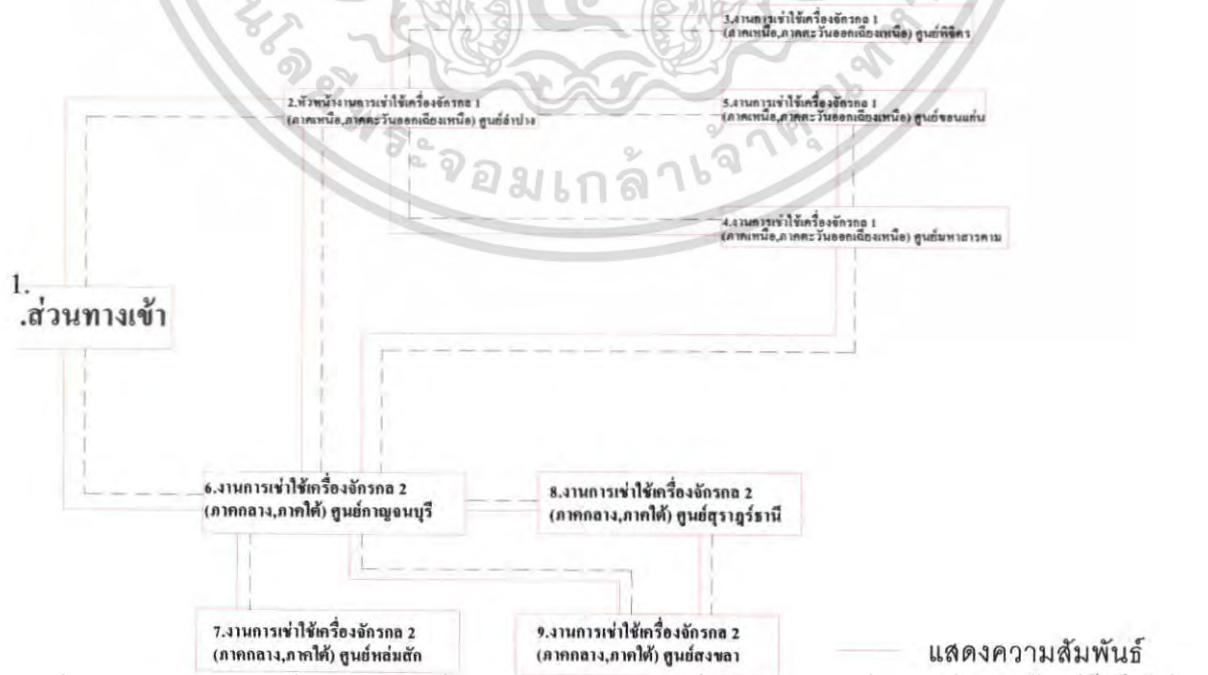 3.งานการเช่าใช้เครื่องจักรกล 1
(ภาคเหนือ,ภาคตะวันออกเฉียงเหนือ) ศูนย์พิจิตร
2.หัวหน้างานการเช่าใช้เครื่องจักรกล 1
(ภาคเหนือ,ภาคตะวันออกเฉียงเหนือ) ศูนย์ลำปาง
5.งานการเช่าใช้เครื่องจักรกล 1
(ภาคเหนือ,ภาคตะวันออกเฉียงเหนือ) ศูนย์ขอนแก่น
พระจอมเกล้าเจ้าคุณ
4.งานการเช่าใช้เครื่องจักรกล 1
(ภาคเหนือ,ภาคตะวันออกเฉียงเหนือ) ศูนย์มหาสารคาม
1.
.ส่วนทางเข้า
6.งานการเช่าใช้เครื่องจักรกล 2
(ภาคกลาง,ภาคใต้) ศูนย์กาญจนบุรี
8.งานการเช่าใช้เครื่องจักรกล 2
(ภาคกลาง,ภาคใต้) ศูนย์สุราฎร์ธานี
7.งานการเช่าใช้เครื่องจักรกล 2
(ภาคกลาง,ภาคใต้) ศูนย์หล่มสัก
9.งานการเช่าใช้เครื่องจักรกล 2
(ภาคกลาง,ภาคใต้) ศูนย์สงขลา
แสดงความสัมพันธ์